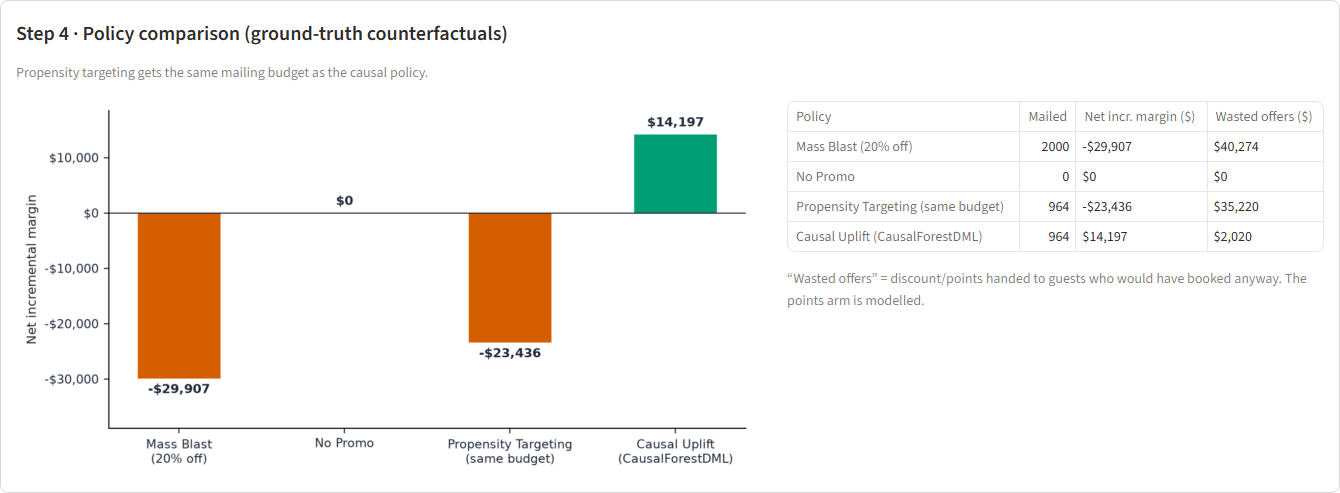 Step 4 · Policy comparison (ground-truth counterfactuals)
Propensity targeting gets the same mailing budget as the causal policy.
Net incremental margin
$10,000
$0
-$10,000
-$20,000
-$30,000
-$29,907
$0
-$23,436
$14,197
Mass Blast
(20% off)
No Promo
Propensity Targeting
(same budget)
Causal Uplift
(CausalForestDML)
Policy Mailed Net incr. margin ($) Wasted offers ($)
Mass Blast (20% off) 2000 -$29,907 $40,274
No Promo 0 $0 $0
Propensity Targeting (same budget) 964 -$23,436 $35,220
Causal Uplift (CausalForestDML) 964 $14,197 $2,020
“Wasted offers” = discount/points handed to guests who would have booked anyway. The
points arm is modelled.